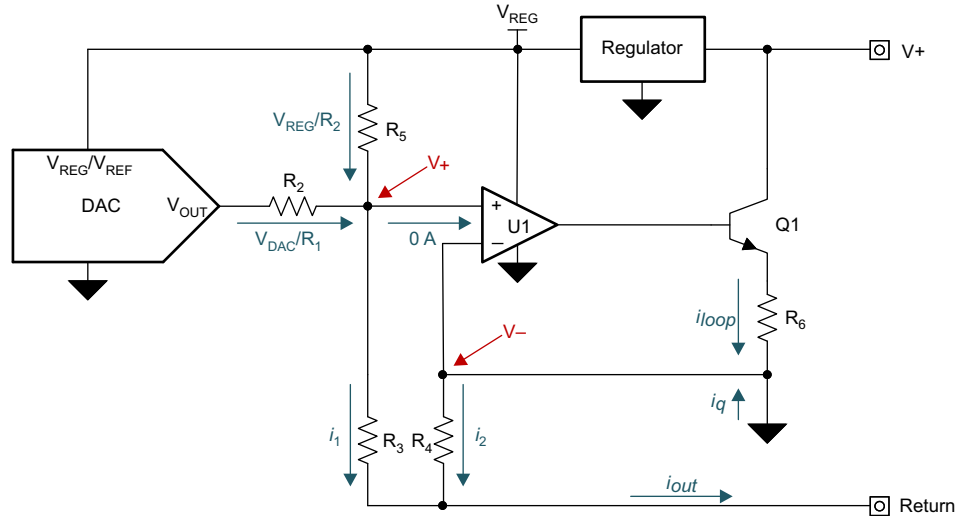 V_REG
Regulator
V+
V_REG/R_2
R_5
V_REG/V_REF
DAC
V_OUT
R_2
V_DAC/R_1
V+
0 A
+
−
U1
Q1
i_loop
R_6
V−
i_q
i_1
R_3
R_4
i_2
i_out
Return